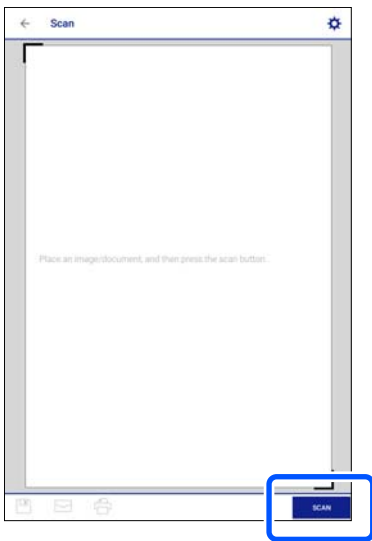 Scan
Place an image/document, and then press the scan button.
SCAN